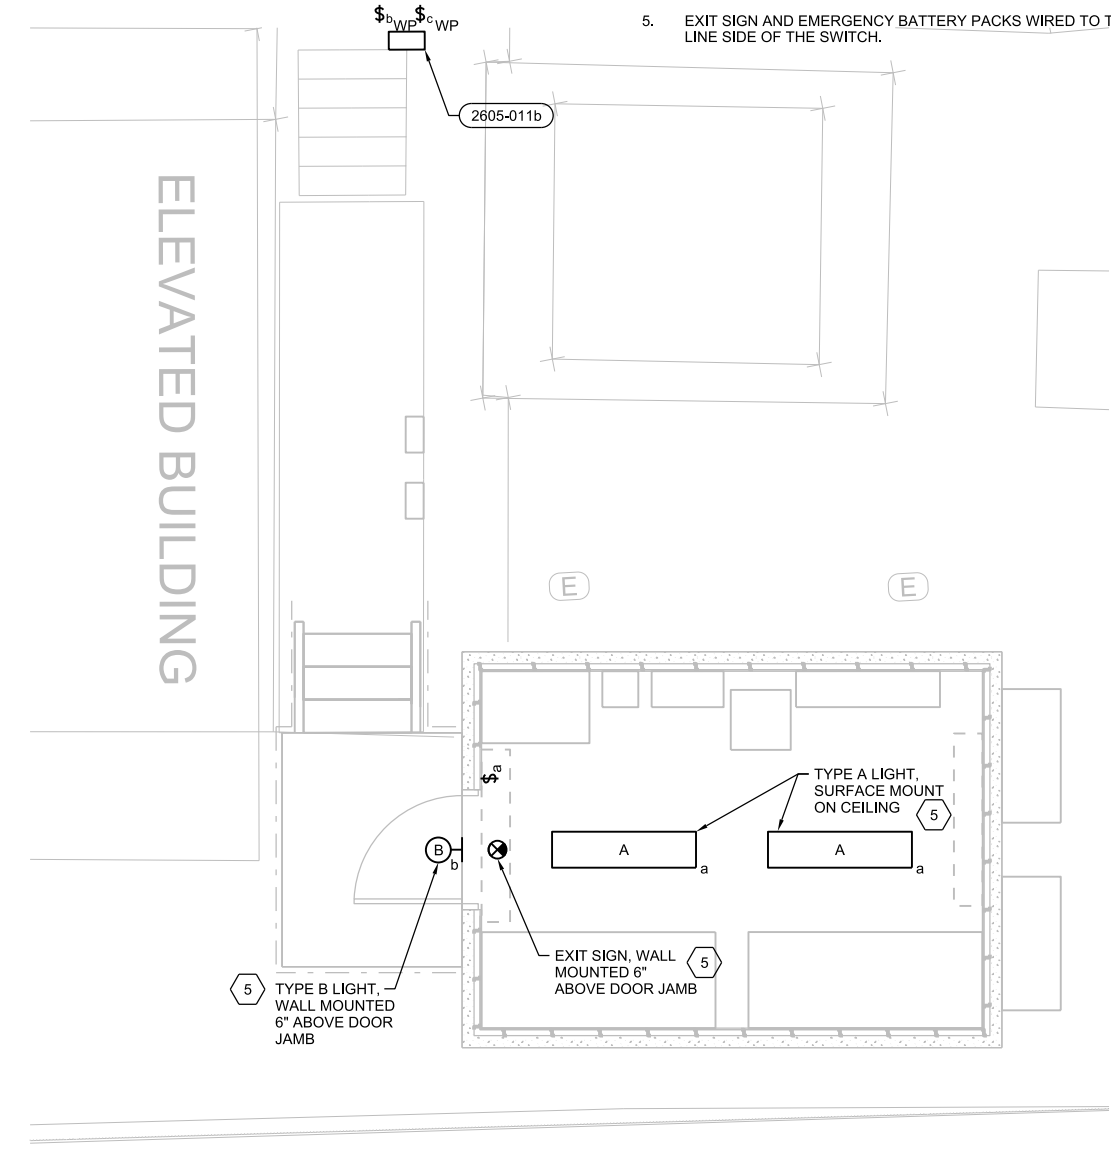 $b WP $c WP
5. EXIT SIGN AND EMERGENCY BATTERY PACKS WIRED TO T
LINE SIDE OF THE SWITCH.
2605-011b
ELEVATED BUILDING
E
E
$a
TYPE A LIGHT,
SURFACE MOUNT
ON CEILING
5
B
b
A
a
A
a
EXIT SIGN, WALL
MOUNTED 6"
ABOVE DOOR JAMB
5
5
TYPE B LIGHT,
WALL MOUNTED
6" ABOVE DOOR
JAMB